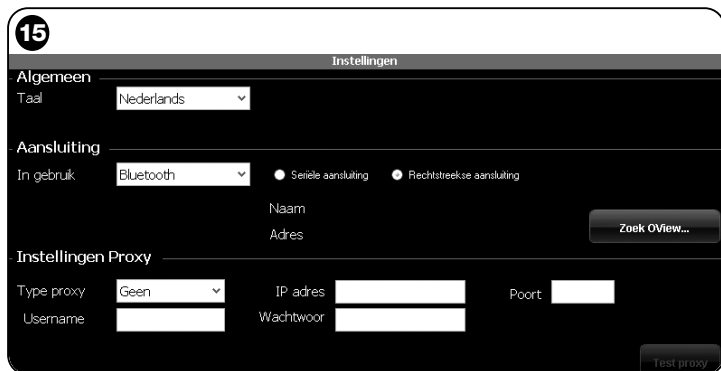 15
Instellingen
Algemeen
Taal Nederlands
Aansluiting
In gebruik Bluetooth Seriële aansluiting Rechtstreekse aansluiting
Naam
Adres Zoek OView...
Instellingen Proxy
Type proxy Geen IP adres Poort
Username Wachtwoor
Test proxy